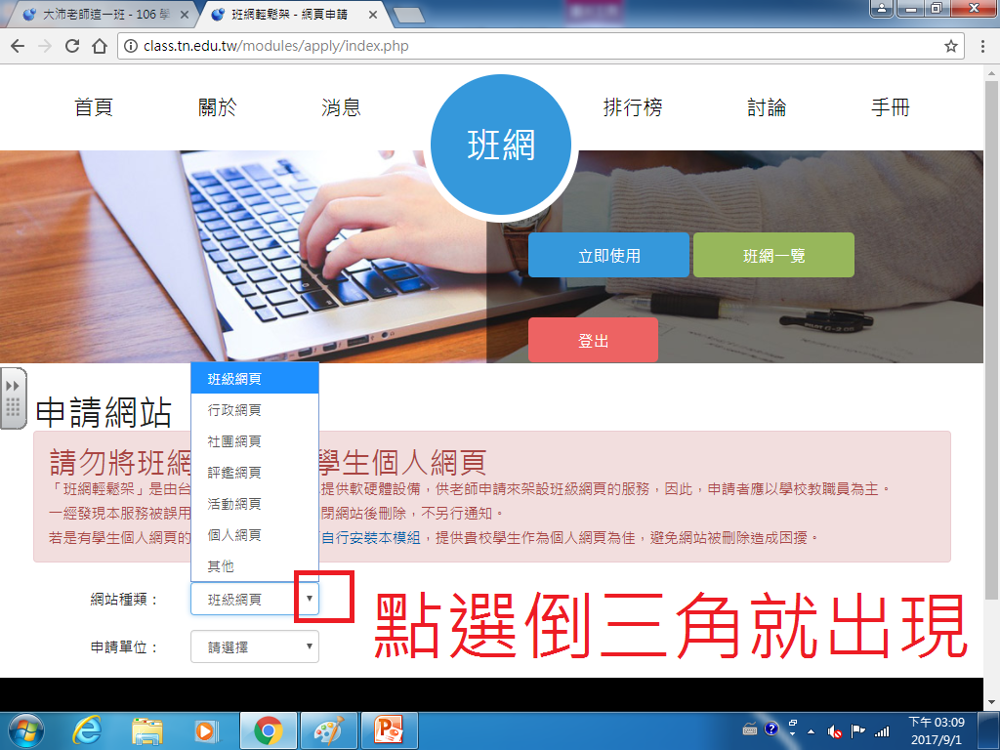 大沛老師這一班 - 106 學
班網輕鬆架 - 網頁申請
class.tn.edu.tw/modules/apply/index.php
首頁 關於 消息 班網 排行榜 討論 手冊
立即使用 班網一覽
登出
申請網站
班級網頁
行政網頁
社團網頁
評鑑網頁
活動網頁
個人網頁
其他
請勿將班網 學生個人網頁
「班網輕鬆架」是由台 提供軟硬體設備，供老師申請來架設班級網頁的服務，因此，申請者應以學校教職員為主。
一經發現本服務被誤用 閉網站後刪除，不另行通知。
若是有學生個人網頁的 自行安裝本模組，提供貴校學生作為個人網頁為佳，避免網站被刪除造成困擾。
網站種類： 班級網頁
點選倒三角就出現
申請單位： 請選擇
下午 03:09
2017/9/1